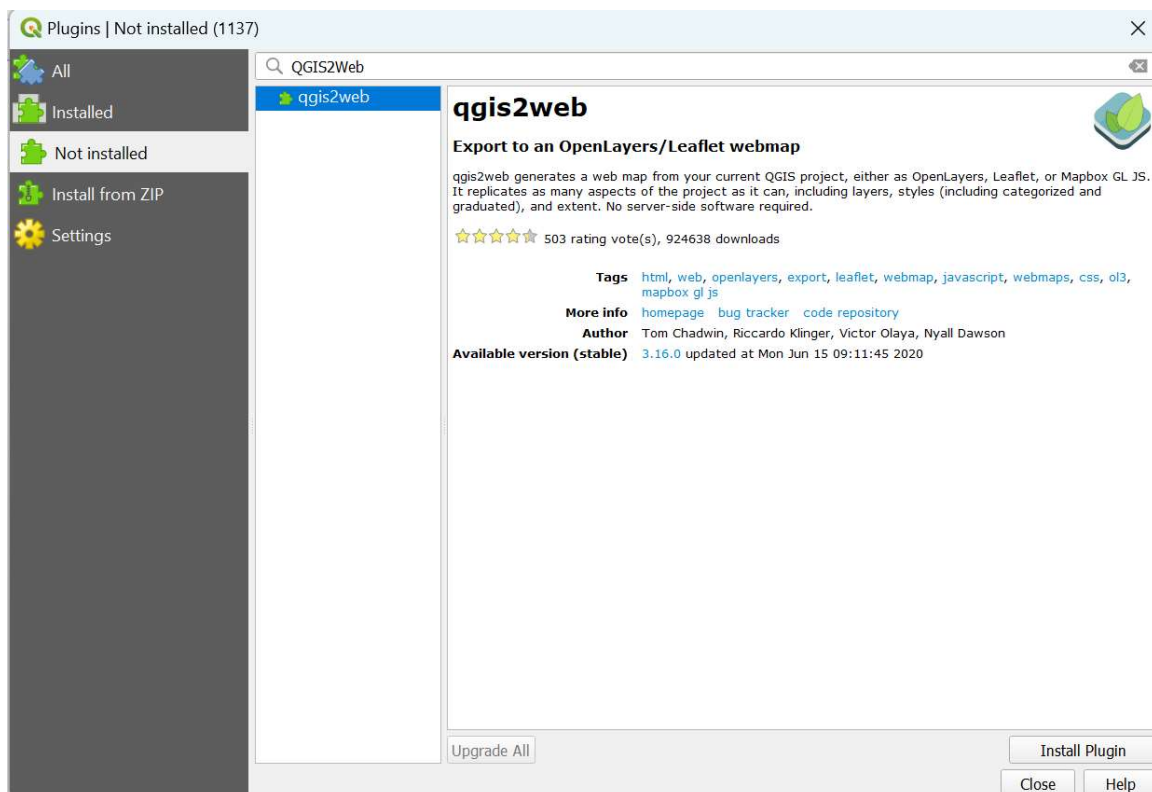 Plugins | Not installed (1137)
All
Installed
Not installed
Install from ZIP
Settings
QGIS2Web
qgis2web
qgis2web
Export to an OpenLayers/Leaflet webmap
qgis2web generates a web map from your current QGIS project, either as OpenLayers, Leaflet, or Mapbox GL JS.
It replicates as many aspects of the project as it can, including layers, styles (including categorized and
graduated), and extent. No server-side software required.
503 rating vote(s), 924638 downloads
Tags html, web, openlayers, export, leaflet, webmap, javascript, webmaps, css, ol3,
mapbox gl js
More info homepage bug tracker code repository
Author Tom Chadwin, Riccardo Klinger, Victor Olaya, Nyall Dawson
Available version (stable) 3.16.0 updated at Mon Jun 15 09:11:45 2020
Upgrade All
Install Plugin
Close
Help